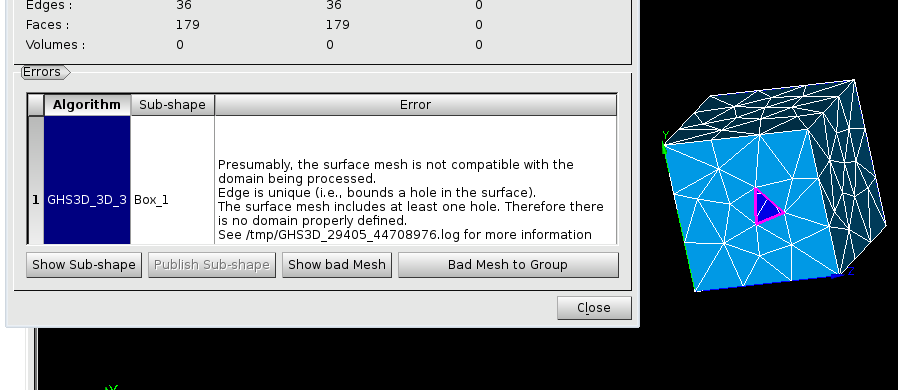 Edges : 36 36 0
Faces : 179 179 0
Volumes : 0 0 0
Errors
Algorithm Sub-shape Error
1 GHS3D_3D_3 Box_1
Presumably, the surface mesh is not compatible with the
domain being processed.
Edge is unique (i.e., bounds a hole in the surface).
The surface mesh includes at least one hole. Therefore there
is no domain properly defined.
See /tmp/GHS3D_29405_44708976.log for more information
Show Sub-shape Publish Sub-shape Show bad Mesh Bad Mesh to Group
Close
Y
Y